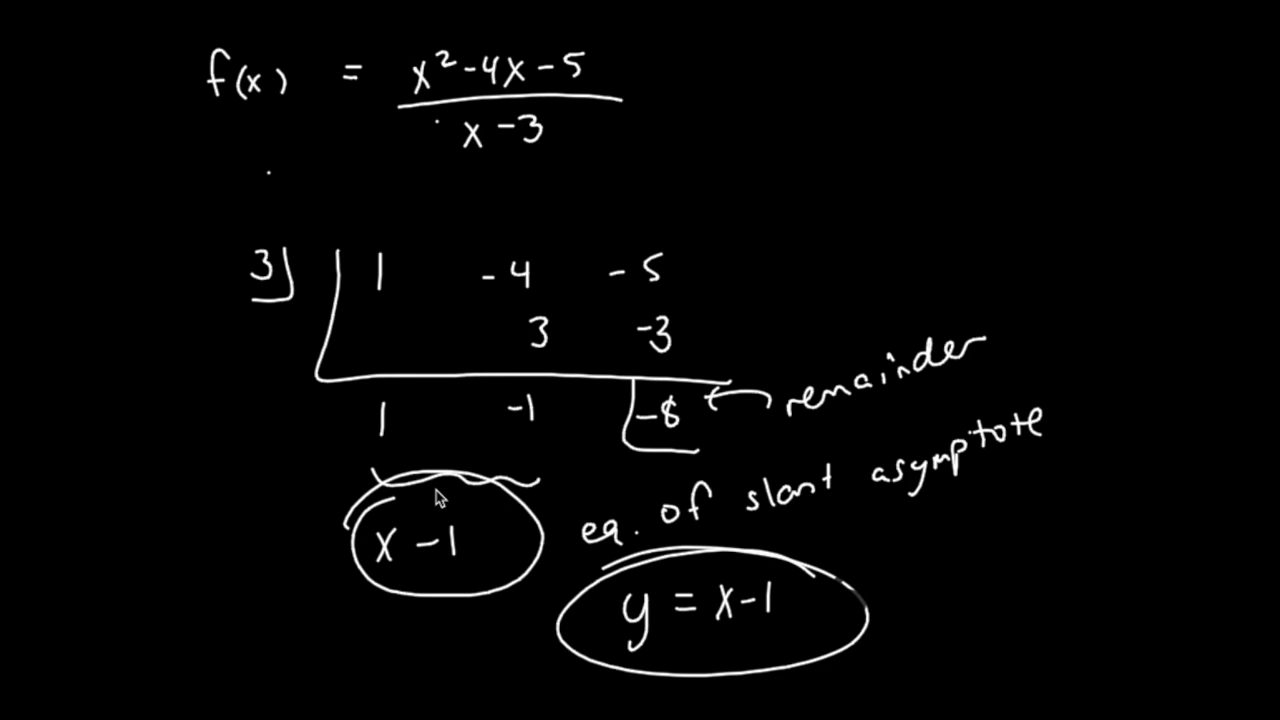 f(x) = x²-4x-5
x-3
3 1 -4 -5
3 -3
1 -1 -8 ← remainder
x-1 eq. of slant asymptote
y = x-1